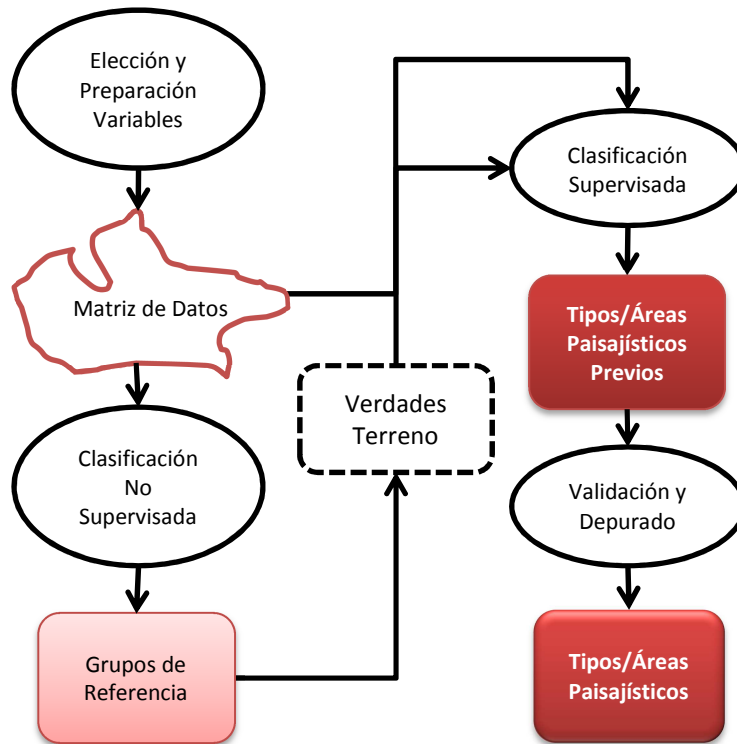 Elección y
Preparación
Variables
Matriz de Datos
Clasificación
No
Supervisada
Grupos de
Referencia
Verdades
Terreno
Clasificación
Supervisada
Tipos/Áreas
Paisajísticos
Previos
Validación y
Depurado
Tipos/Áreas
Paisajísticos